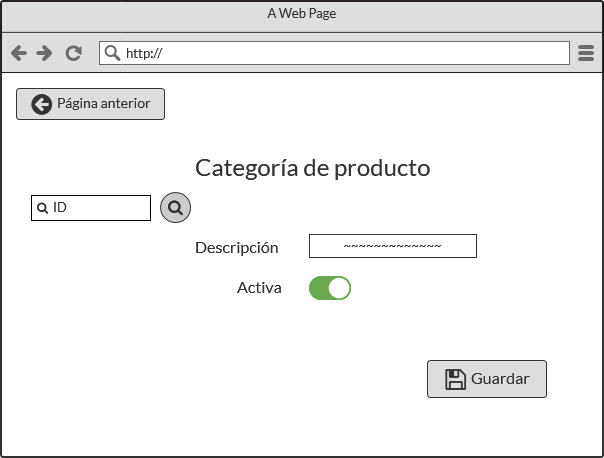 A Web Page
http://
Página anterior
Categoría de producto
ID
Descripción ~~~~~~~~~~~~~
Activa
Guardar